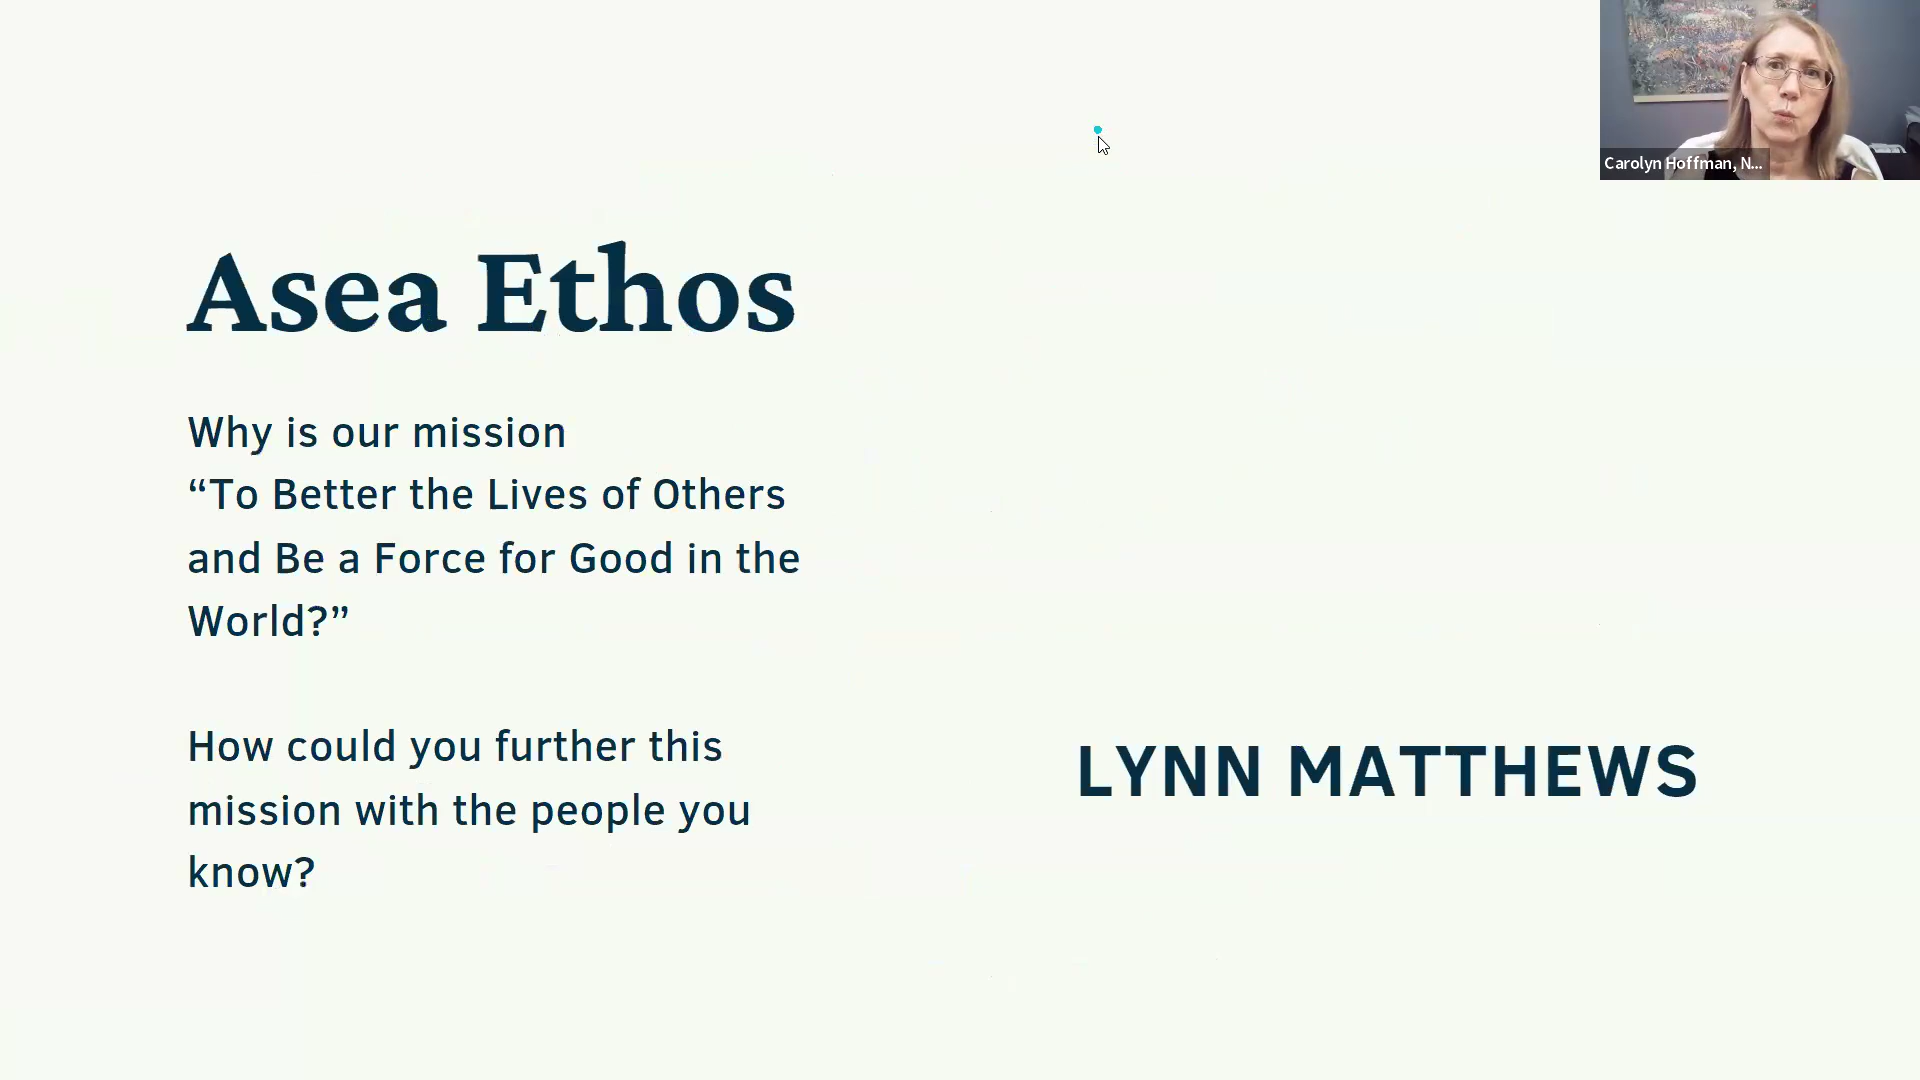 Carolyn Hoffman, N...
Asea Ethos
Why is our mission
“To Better the Lives of Others
and Be a Force for Good in the
World?”
How could you further this
mission with the people you
know?
LYNN MATTHEWS